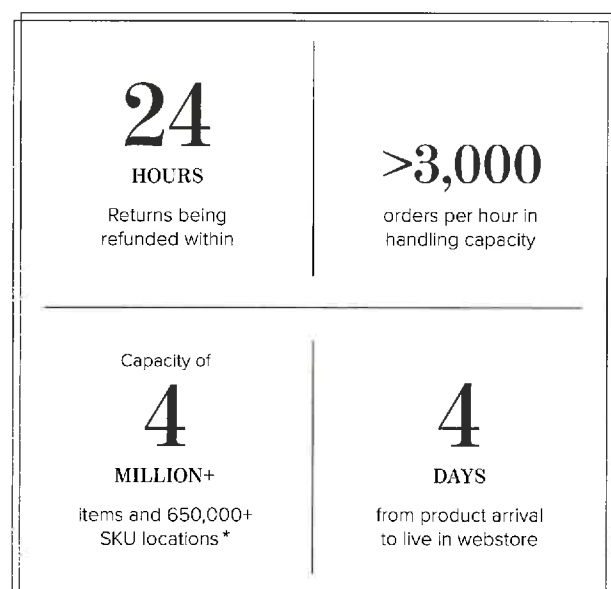 24
HOURS
Returns being
refunded within
>3,000
orders per hour in
handling capacity
Capacity of
4
MILLION+
items and 650,000+
SKU locations*
4
DAYS
from product arrival
to live in webstore